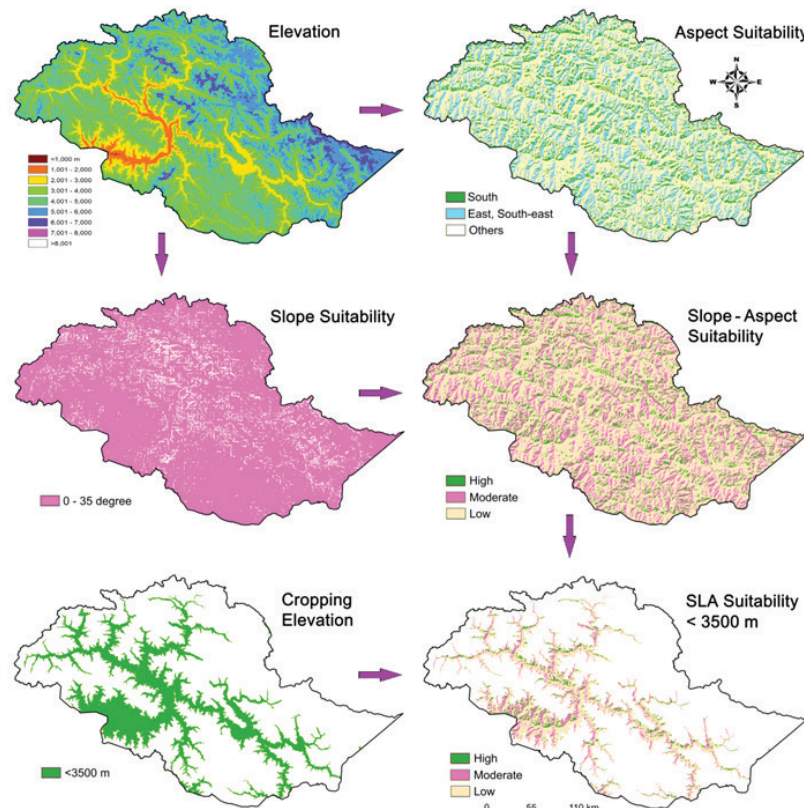 Elevation
<1,000 m
1,001 - 2,000
2,001 - 3,000
3,001 - 4,000
4,001 - 5,000
5,001 - 6,000
6,001 - 7,000
7,001 - 8,000
>8,001
Aspect Suitability
N
W E
S
South
East, South-east
Others
Slope Suitability
0 - 35 degree
Slope - Aspect
Suitability
High
Moderate
Low
Cropping
Elevation
<3500 m
SLA Suitability
< 3500 m
High
Moderate
Low
0 55 110 km